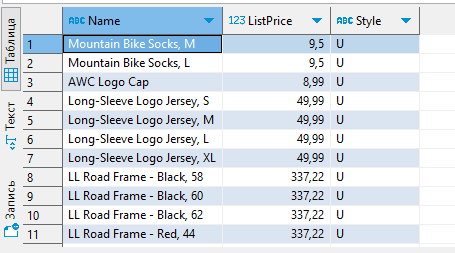 ABC Name 123 ListPrice ABC Style
1 Mountain Bike Socks, M 9,5 U
2 Mountain Bike Socks, L 9,5 U
3 AWC Logo Cap 8,99 U
4 Long-Sleeve Logo Jersey, S 49,99 U
5 Long-Sleeve Logo Jersey, M 49,99 U
6 Long-Sleeve Logo Jersey, L 49,99 U
7 Long-Sleeve Logo Jersey, XL 49,99 U
8 LL Road Frame - Black, 58 337,22 U
9 LL Road Frame - Black, 60 337,22 U
10 LL Road Frame - Black, 62 337,22 U
11 LL Road Frame - Red, 44 337,22 U
Таблица
Текст
Запись